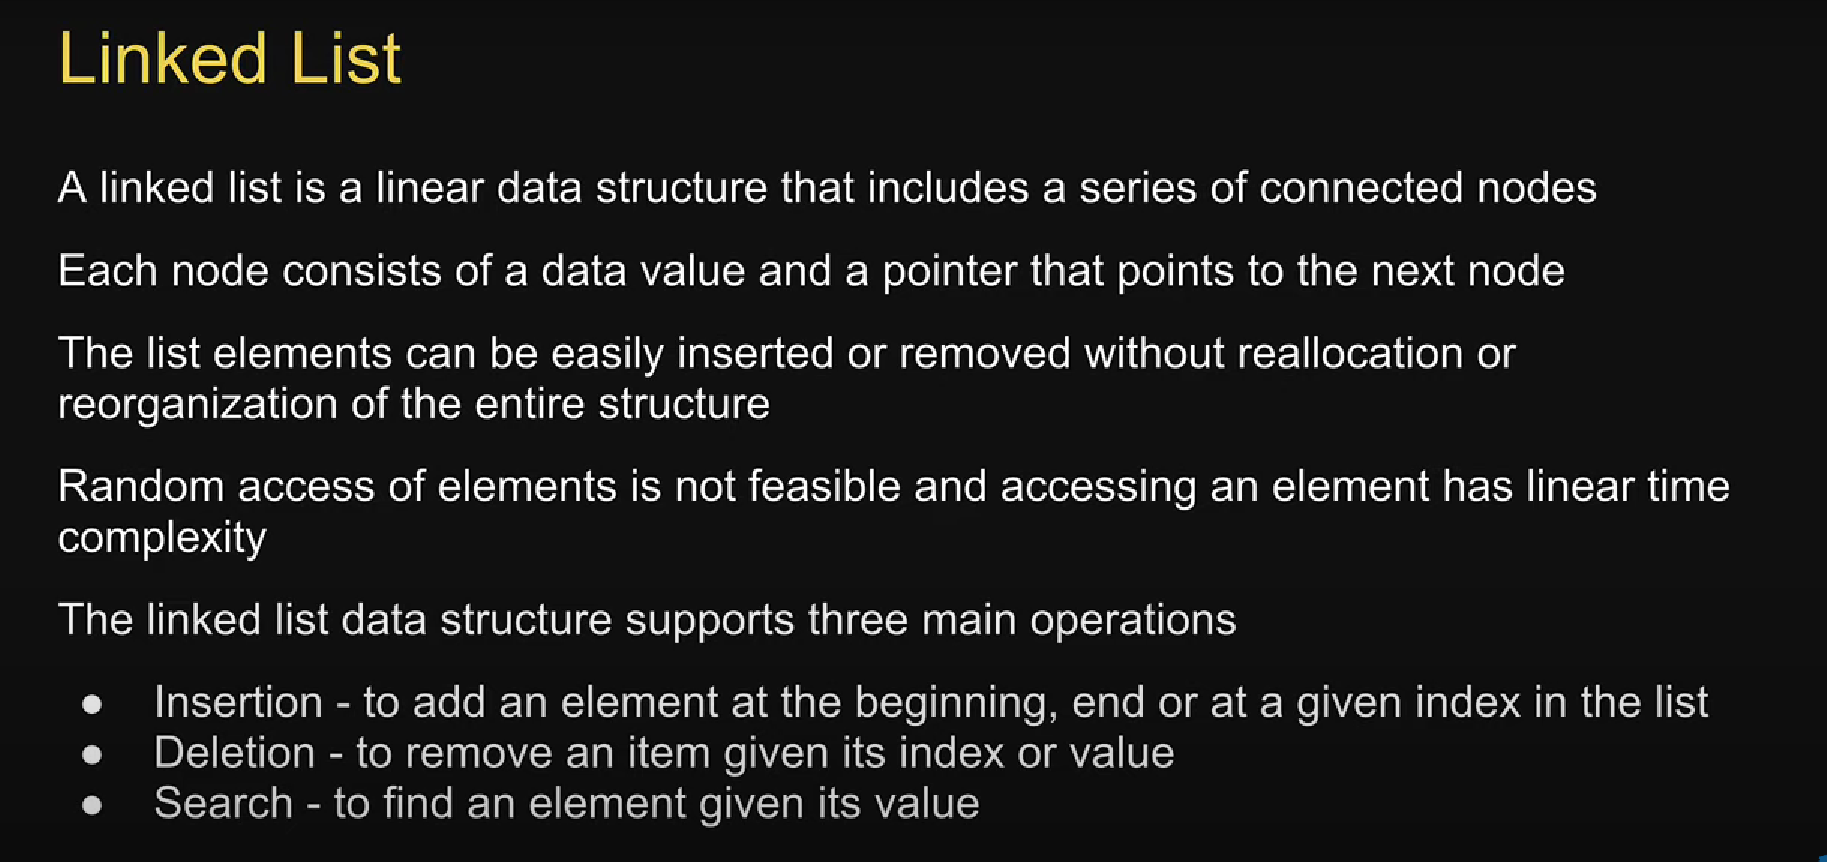 Linked List
A linked list is a linear data structure that includes a series of connected nodes
Each node consists of a data value and a pointer that points to the next node
The list elements can be easily inserted or removed without reallocation or
reorganization of the entire structure
Random access of elements is not feasible and accessing an element has linear time
complexity
The linked list data structure supports three main operations
● Insertion - to add an element at the beginning, end or at a given index in the list
● Deletion - to remove an item given its index or value
● Search - to find an element given its value